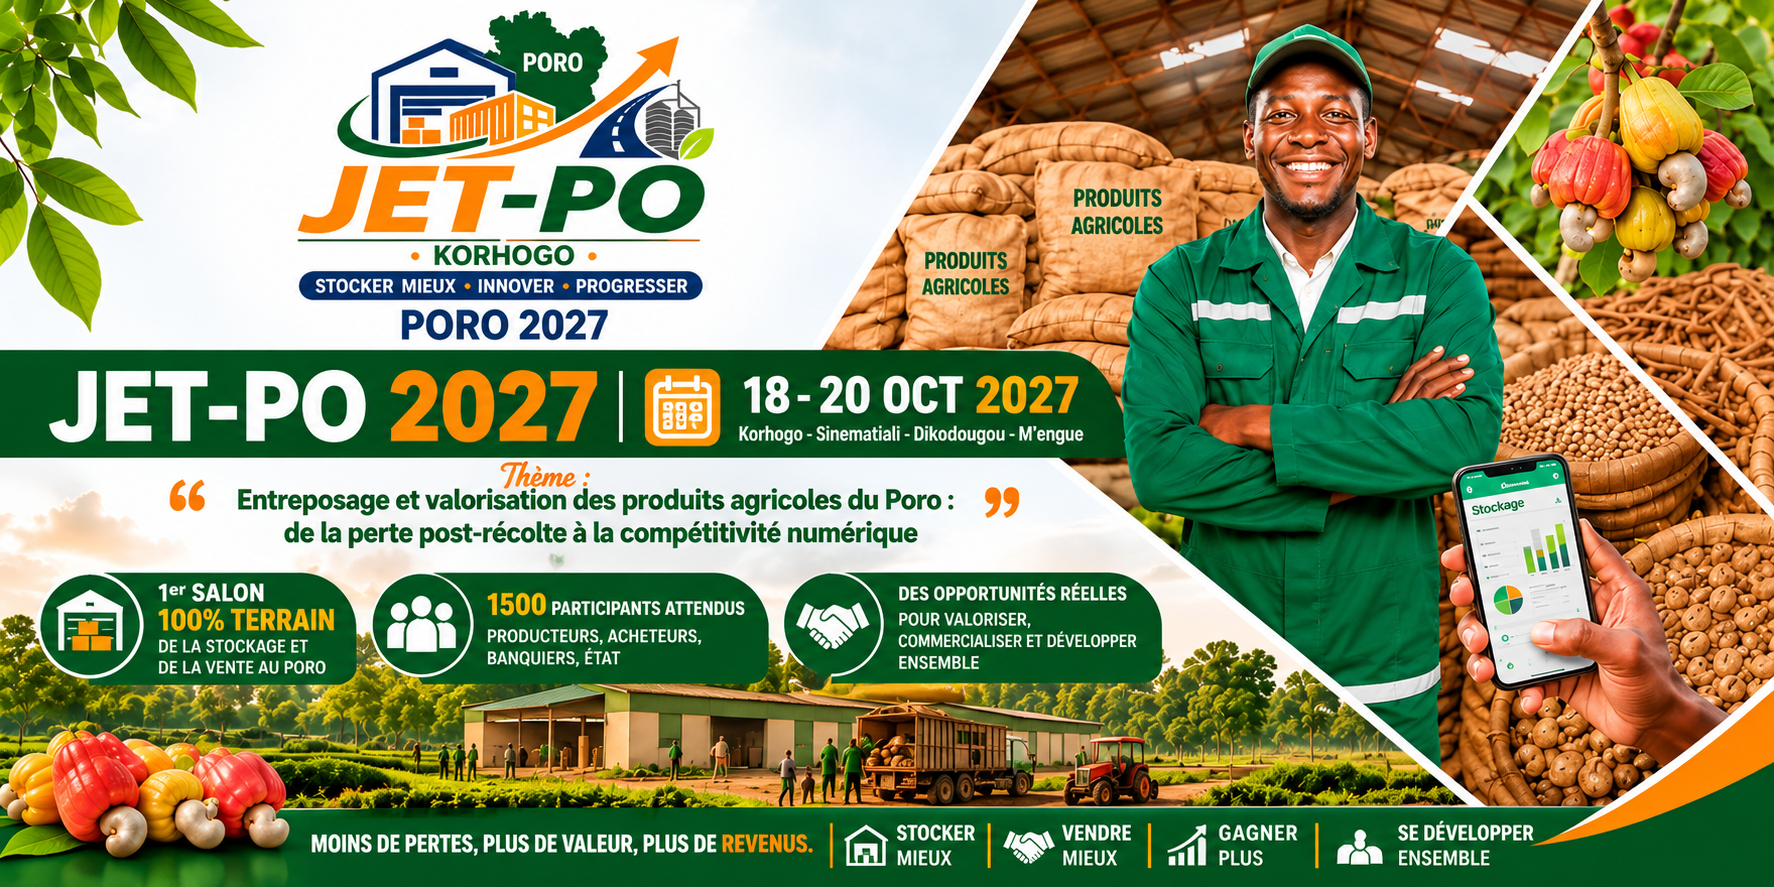 PORO
JET-PO
• KORHOGO •
STOCKER MIEUX • INNOVER • PROGRESSER
PORO 2027
PRODUITS
AGRICOLES
PRODUITS
AGRICOLES
JET-PO 2027
18 - 20 OCT 2027
Korhogo - Sinematiali - Dikodougou - M'engue
Thème :
“ Entreposage et valorisation des produits agricoles du Poro : ”
de la perte post-récolte à la compétitivité numérique
1er SALON
100% TERRAIN
DE LA STOCKAGE ET
DE LA VENTE AU PORO
1500 PARTICIPANTS ATTENDUS
PRODUCTEURS, ACHETEURS,
BANQUIERS, ÉTAT
DES OPPORTUNITÉS RÉELLES
POUR VALORISER,
COMMERCIALISER ET DÉVELOPPER
ENSEMBLE
Stockage
MOINS DE PERTES, PLUS DE VALEUR, PLUS DE REVENUS.
STOCKER
MIEUX
VENDRE
MIEUX
GAGNER
PLUS
SE DÉVELOPPER
ENSEMBLE